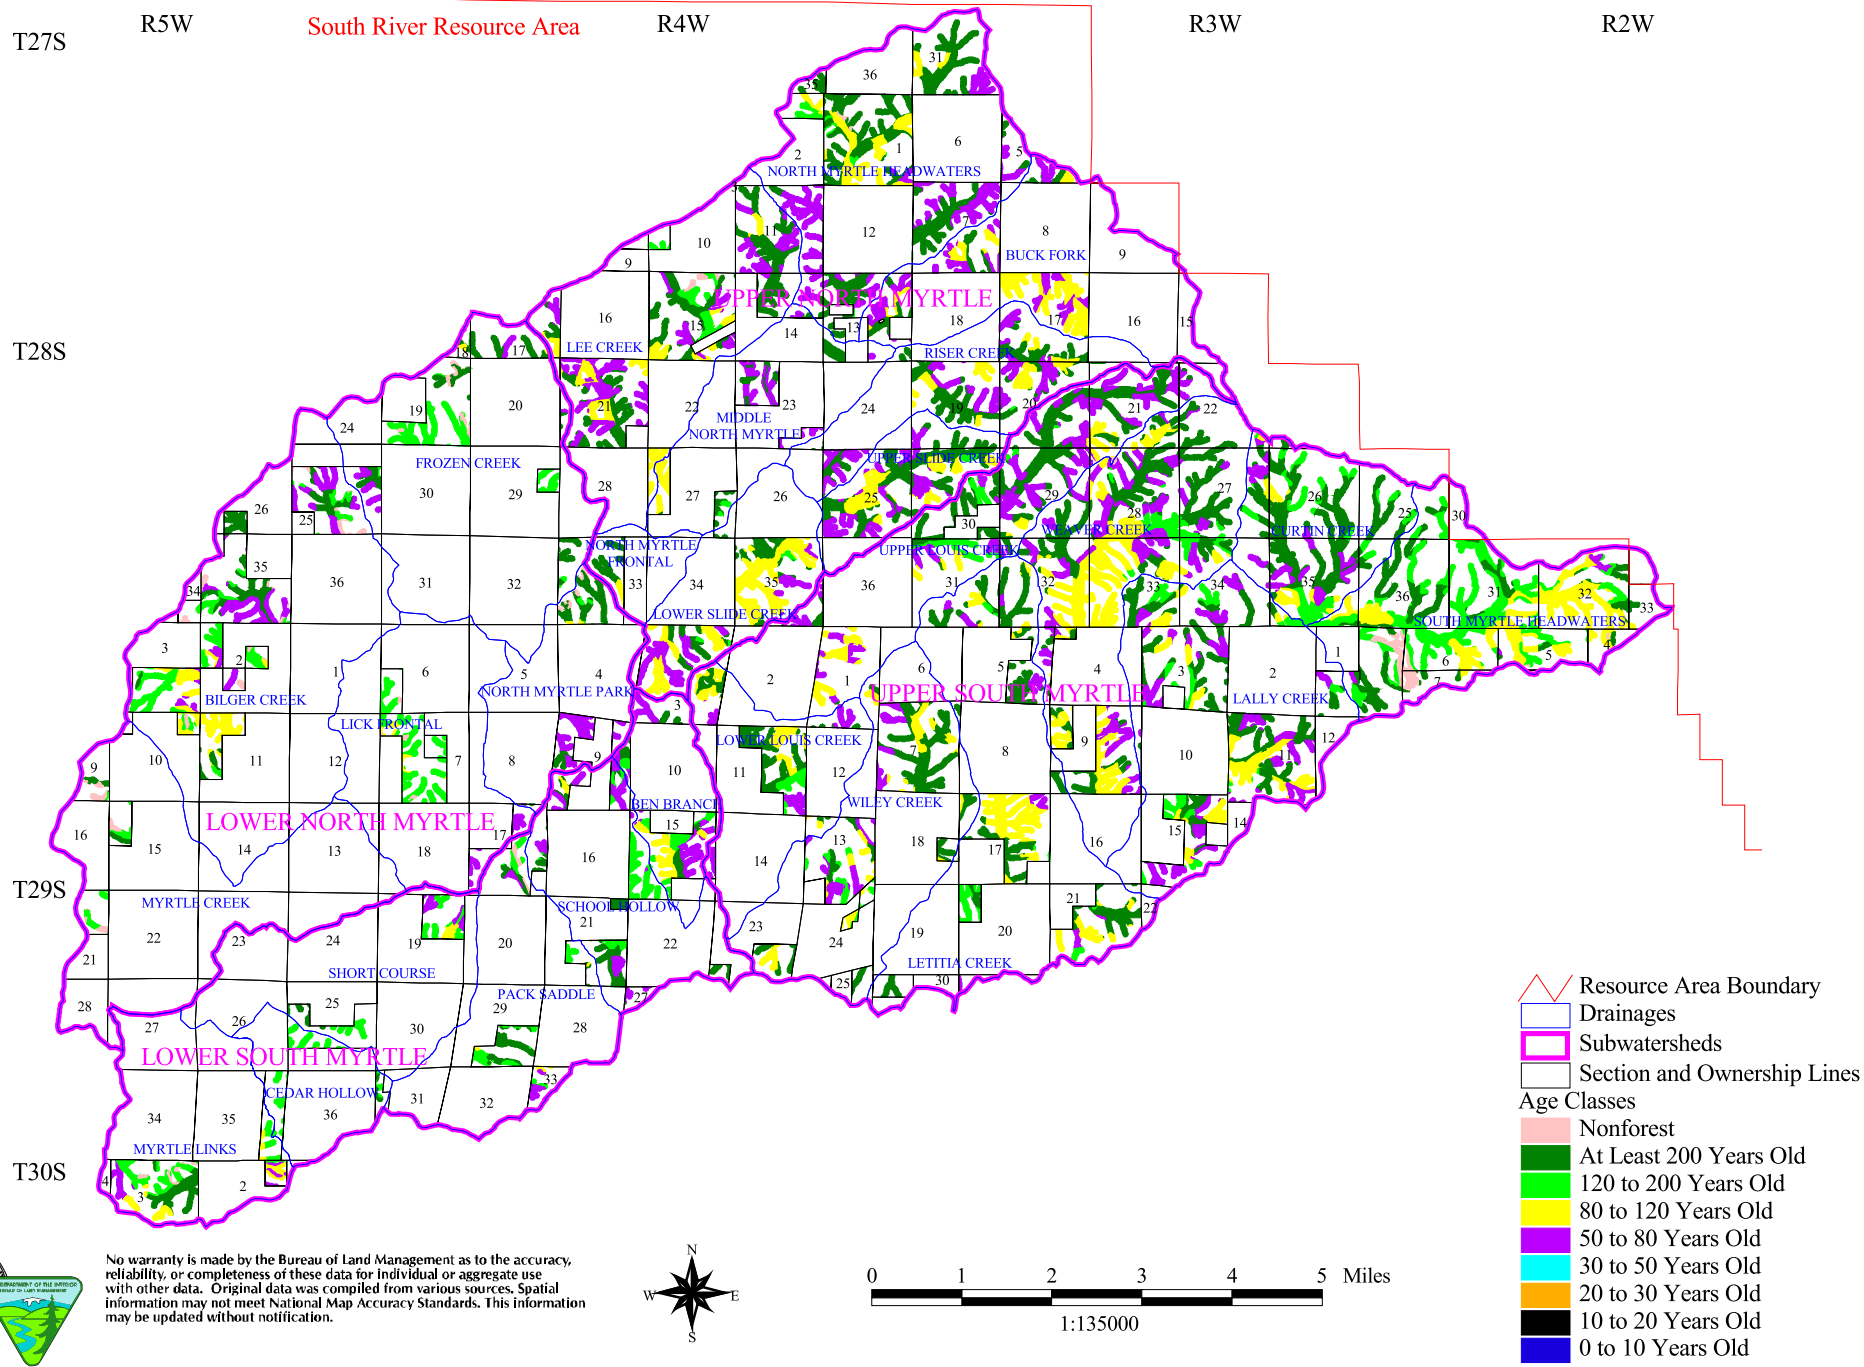 R5W
South River Resource Area
R4W
R3W
R2W
T27S
31
36
35
6
1
2
5
NORTH MYRTLE HEADWATERS
7
11
12
8
10
9
BUCK FORK
9
UPPER NORTH MYRTLE
16
15
14
13
18
17
16
15
LEE CREEK
RISER CREEK
T28S
18
17
19
20
21
22
23
24
19
20
21
22
24
MIDDLE
NORTH MYRTLE
FROZEN CREEK
UPPER SLIDE CREEK
30
29
28
27
26
25
29
28
27
26
25
30
26
25
30
WEAVER CREEK
CURTIN CREEK
NORTH MYRTLE
FRONTAL
UPPER LOUIS CREEK
35
36
31
32
33
34
35
36
31
32
33
34
35
36
31
32
33
34
LOWER SLIDE CREEK
SOUTH MYRTLE HEADWATERS
3
2
1
6
5
4
2
1
6
5
4
3
2
1
6
5
4
7
BILGER CREEK
NORTH MYRTLE PARK
3
UPPER SOUTH MYRTLE
LALLY CREEK
LICK FRONTAL
LOWER LOUIS CREEK
9
10
11
12
7
8
9
10
11
12
7
8
9
10
11
12
BEN BRANCH
WILEY CREEK
LOWER NORTH MYRTLE
16
15
14
13
18
17
16
15
14
13
18
17
16
15
14
T29S
MYRTLE CREEK
SCHOOL HOLLOW
21
22
22
23
24
19
20
21
22
23
24
19
20
21
SHORT COURSE
LETITIA CREEK
28
27
26
25
30
29
28
27
25
30
PACK SADDLE
LOWER SOUTH MYRTLE
CEDAR HOLLOW
34
35
36
31
32
33
MYRTLE LINKS
T30S
4
3
2
Resource Area Boundary
Drainages
Subwatersheds
Section and Ownership Lines
Age Classes
Nonforest
At Least 200 Years Old
120 to 200 Years Old
80 to 120 Years Old
50 to 80 Years Old
30 to 50 Years Old
20 to 30 Years Old
10 to 20 Years Old
0 to 10 Years Old
No warranty is made by the Bureau of Land Management as to the accuracy,
reliability, or completeness of these data for individual or aggregate use
with other data. Original data was compiled from various sources. Spatial
information may not meet National Map Accuracy Standards. This information
may be updated without notification.
N
W E
S
0 1 2 3 4 5 Miles
1:135000